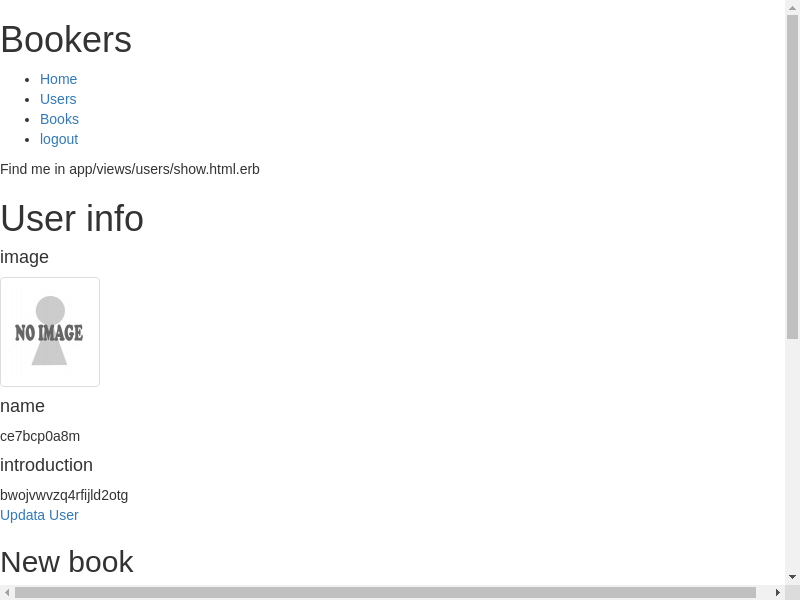 Bookers
Home
Users
Books
logout
Find me in app/views/users/show.html.erb
User info
image
NO IMAGE
name
ce7bcp0a8m
introduction
bwojvwvzq4rfijld2otg
Updata User
New book